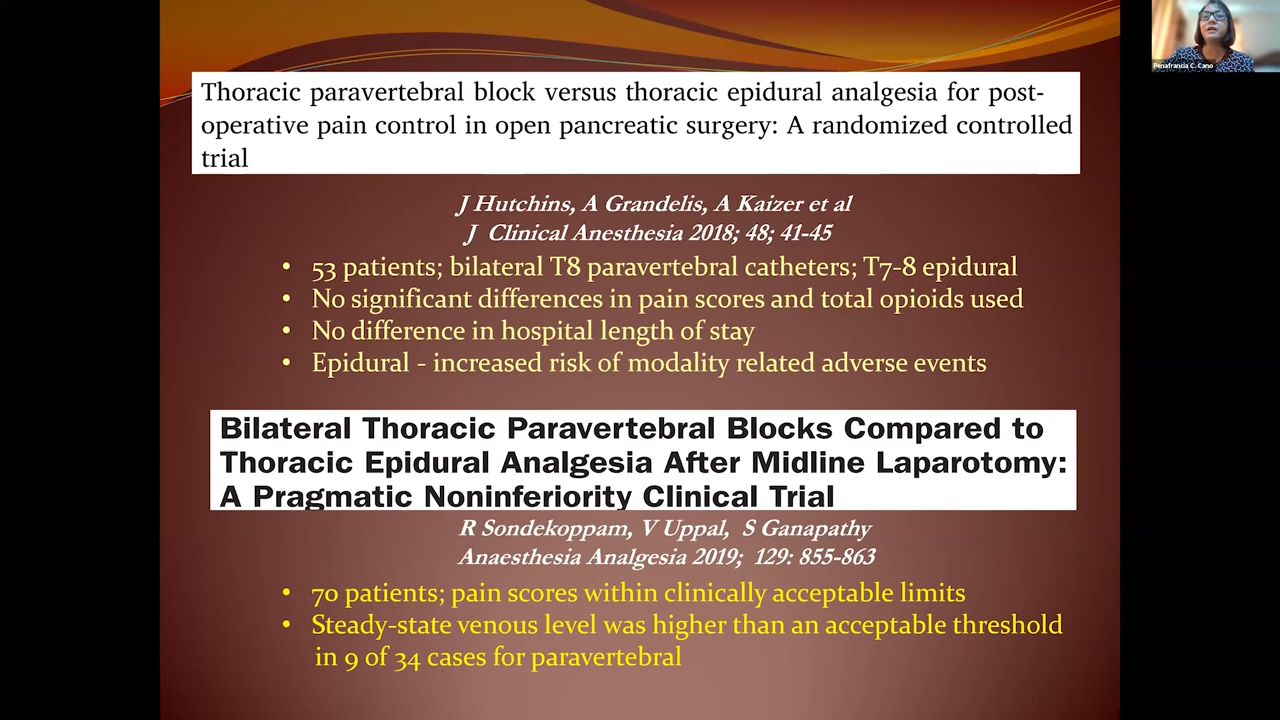 Thoracic paravertebral block versus thoracic epidural analgesia for post-
operative pain control in open pancreatic surgery: A randomized controlled
trial
J Hutchins, A Grandelis, A Kaizer et al
J Clinical Anesthesia 2018; 48; 41-45
• 53 patients; bilateral T8 paravertebral catheters; T7-8 epidural
• No significant differences in pain scores and total opioids used
• No difference in hospital length of stay
• Epidural - increased risk of modality related adverse events
Bilateral Thoracic Paravertebral Blocks Compared to
Thoracic Epidural Analgesia After Midline Laparotomy:
A Pragmatic Noninferiority Clinical Trial
R Sondekoppam, V Uppal, S Ganapathy
Anaesthesia Analgesia 2019; 129: 855-863
• 70 patients; pain scores within clinically acceptable limits
• Steady-state venous level was higher than an acceptable threshold
in 9 of 34 cases for paravertebral
Penafrancia C. Cano